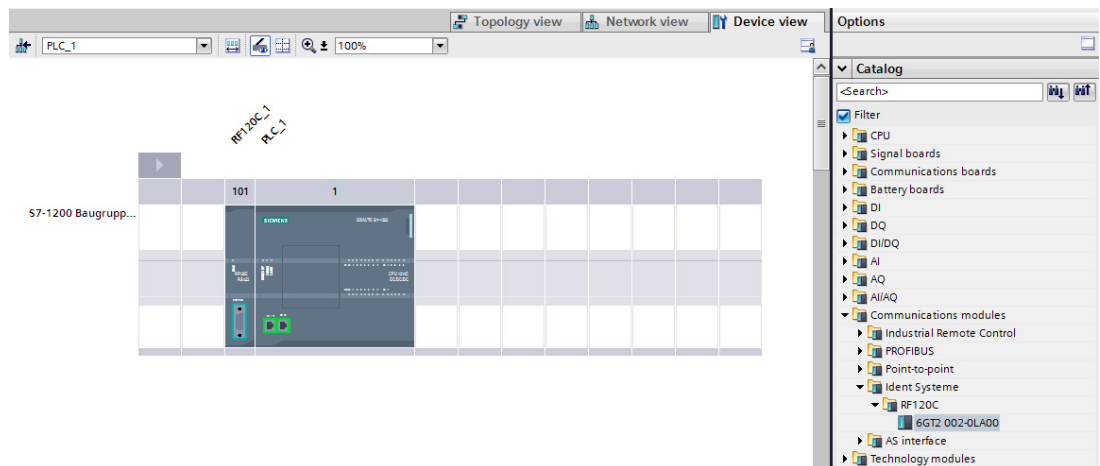 Topology view
Network view
Device view
Options
PLC_1
100%
Catalog
<Search>
Filter
CPU
Signal boards
Communications boards
Battery boards
DI
DQ
DI/DQ
AI
AQ
AI/AQ
Communications modules
Industrial Remote Control
PROFIBUS
Point-to-point
Ident Systeme
RF120C
6GT2 002-0LA00
AS interface
Technology modules
RF120C_1
PLC_1
101 1
S7-1200 Baugrupp...
SIEMENS